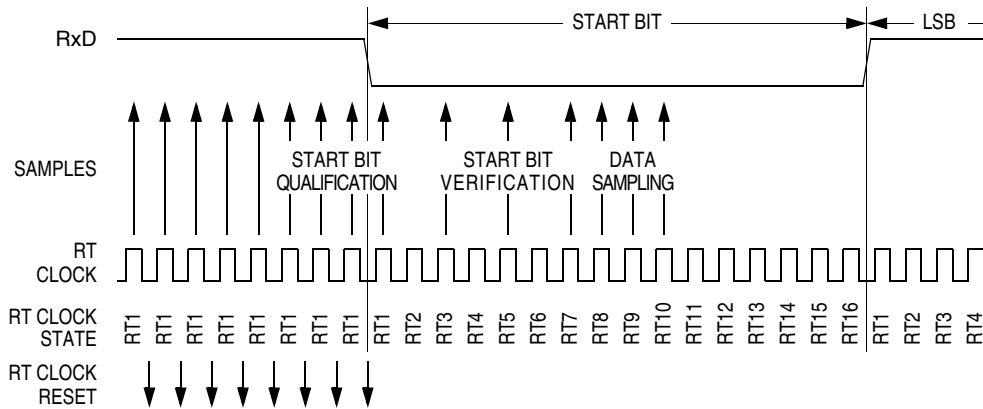 START BIT
LSB
RxD
SAMPLES
START BIT
QUALIFICATION
START BIT
VERIFICATION
DATA
SAMPLING
RT
CLOCK
RT CLOCK
STATE
RT1 RT1 RT1 RT1 RT1 RT1 RT1 RT1 RT1 RT2 RT3 RT4 RT5 RT6 RT7 RT8 RT9 RT10 RT11 RT12 RT13 RT14 RT15 RT16 RT1 RT2 RT3 RT4
RT CLOCK
RESET